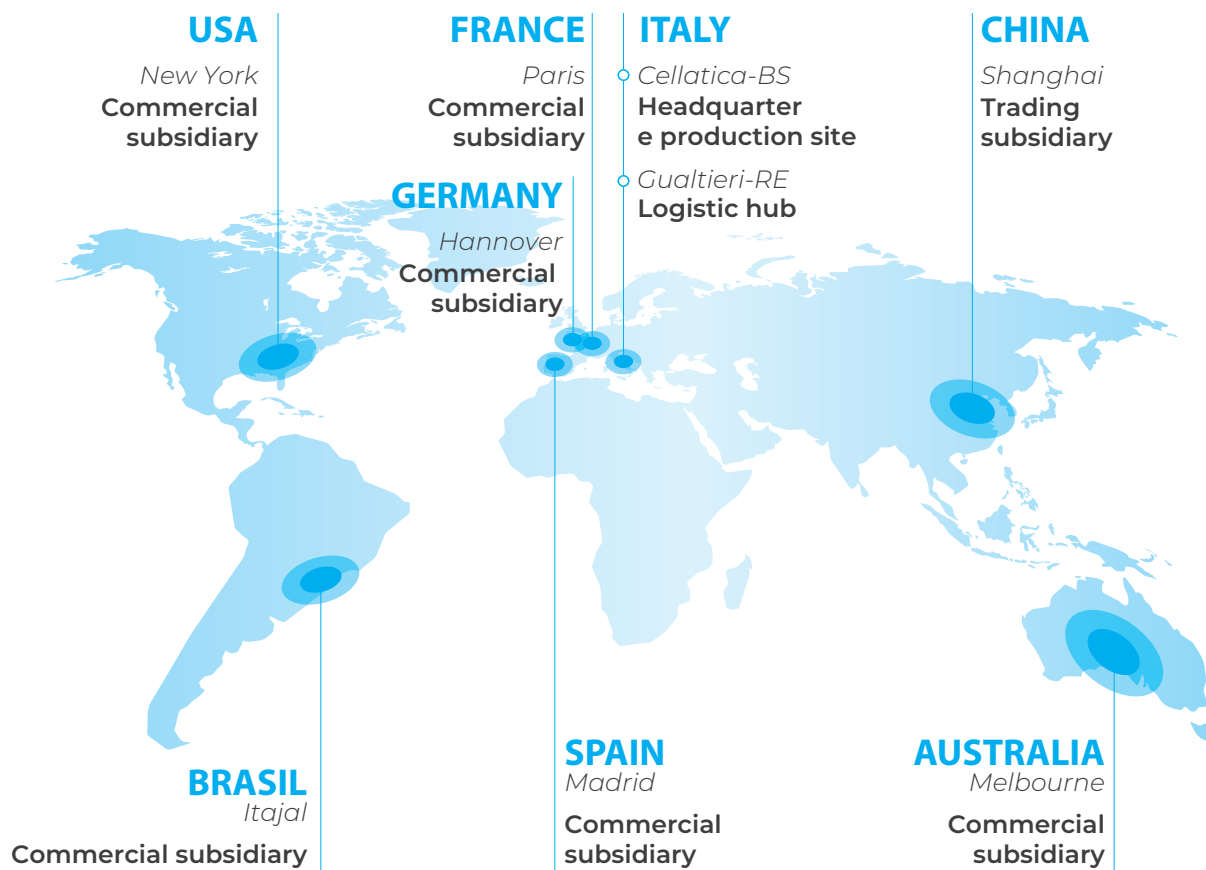 USA
New York
Commercial
subsidiary
FRANCE
Paris
Commercial
subsidiary
ITALY
Cellatica-BS
Headquarter
e production site
Gualtieri-RE
Logistic hub
CHINA
Shanghai
Trading
subsidiary
GERMANY
Hannover
Commercial
subsidiary
BRASIL
Itajal
Commercial subsidiary
SPAIN
Madrid
Commercial
subsidiary
AUSTRALIA
Melbourne
Commercial
subsidiary